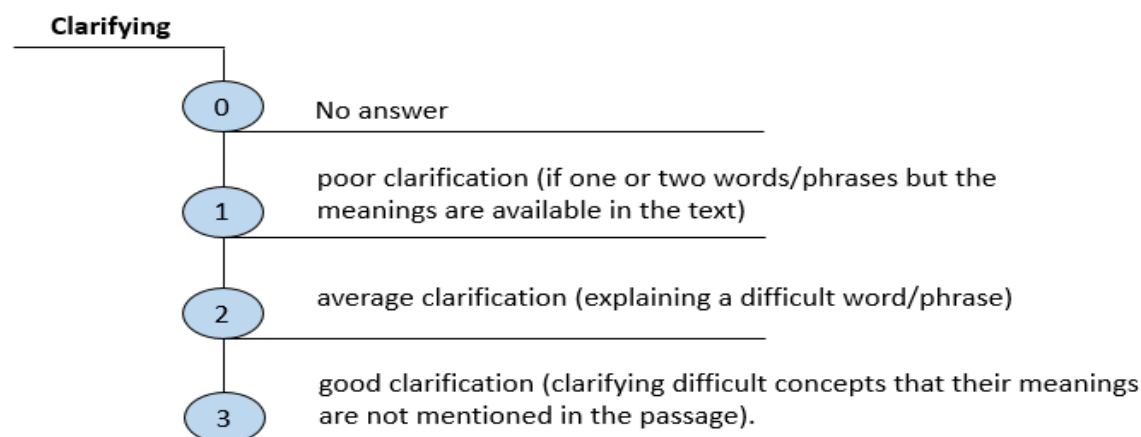 Clarifying
0
No answer
poor clarification (if one or two words/phrases but the
meanings are available in the text)
1
average clarification (explaining a difficult word/phrase)
2
good clarification (clarifying difficult concepts that their meanings
are not mentioned in the passage).
3